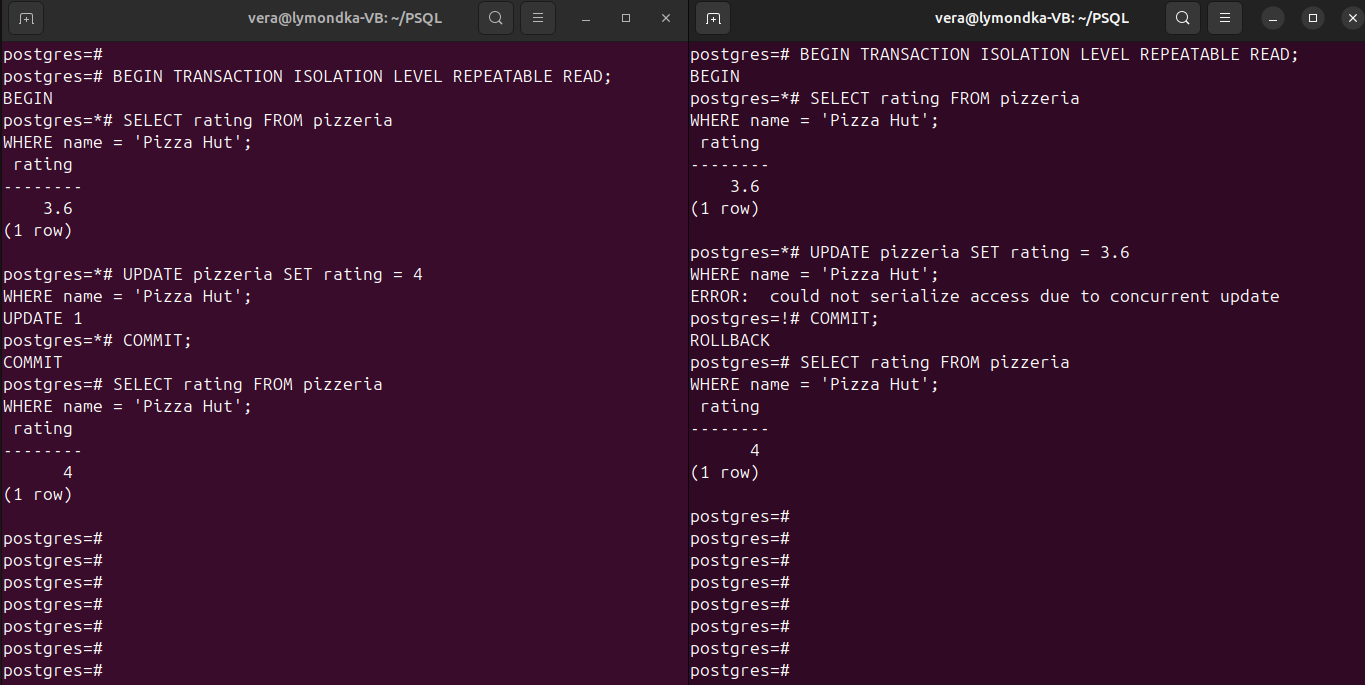 vera@lymondka-VB: ~/PSQL
postgres=#
postgres=# BEGIN TRANSACTION ISOLATION LEVEL REPEATABLE READ;
BEGIN
postgres=*# SELECT rating FROM pizzeria
WHERE name = 'Pizza Hut';
 rating
--------
    3.6
(1 row)

postgres=*# UPDATE pizzeria SET rating = 4
WHERE name = 'Pizza Hut';
UPDATE 1
postgres=*# COMMIT;
COMMIT
postgres=# SELECT rating FROM pizzeria
WHERE name = 'Pizza Hut';
 rating
--------
      4
(1 row)

postgres=#
postgres=#
postgres=#
postgres=#
postgres=#
postgres=#
postgres=#
vera@lymondka-VB: ~/PSQL
postgres=# BEGIN TRANSACTION ISOLATION LEVEL REPEATABLE READ;
BEGIN
postgres=*# SELECT rating FROM pizzeria
WHERE name = 'Pizza Hut';
 rating
--------
    3.6
(1 row)

postgres=*# UPDATE pizzeria SET rating = 3.6
WHERE name = 'Pizza Hut';
ERROR:  could not serialize access due to concurrent update
postgres=!# COMMIT;
ROLLBACK
postgres=# SELECT rating FROM pizzeria
WHERE name = 'Pizza Hut';
 rating
--------
      4
(1 row)

postgres=#
postgres=#
postgres=#
postgres=#
postgres=#
postgres=#
postgres=#
postgres=#